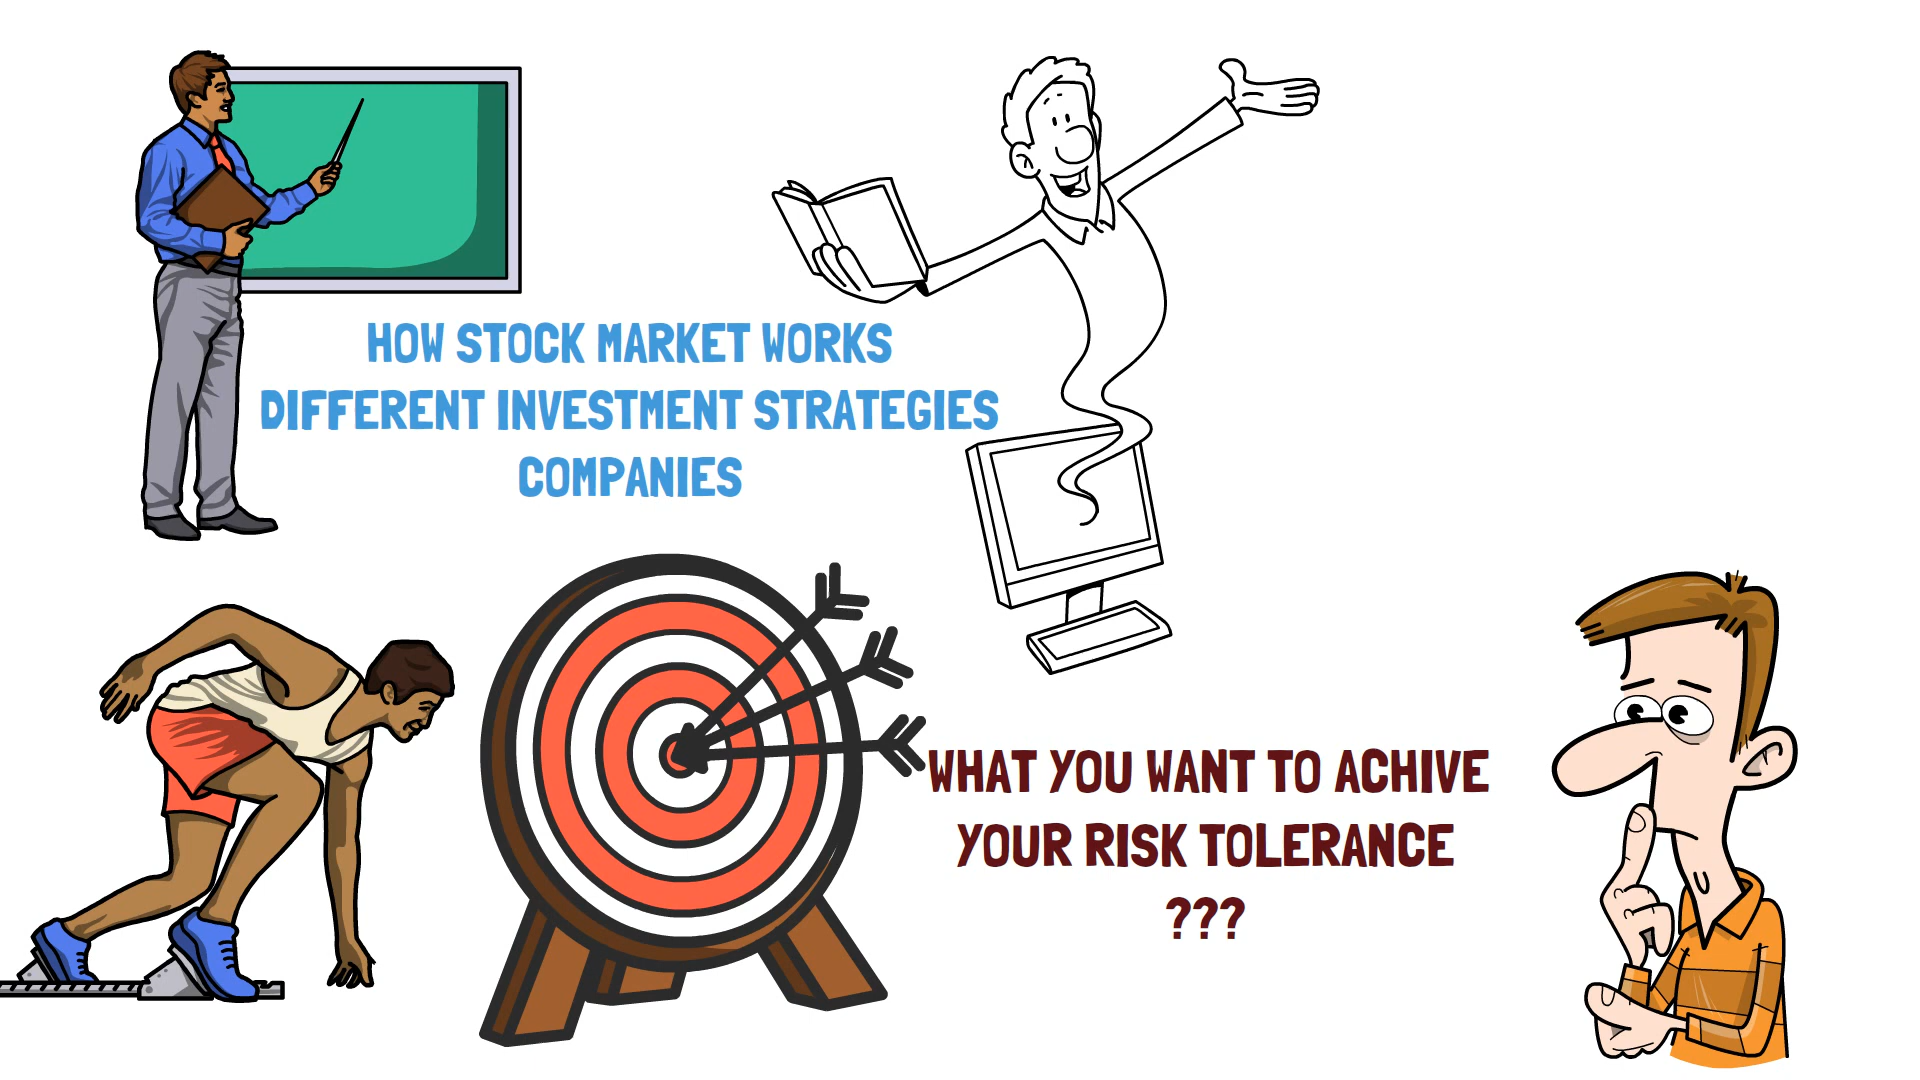 HOW STOCK MARKET WORKS
DIFFERENT INVESTMENT STRATEGIES
COMPANIES
WHAT YOU WANT TO ACHIVE
YOUR RISK TOLERANCE
???